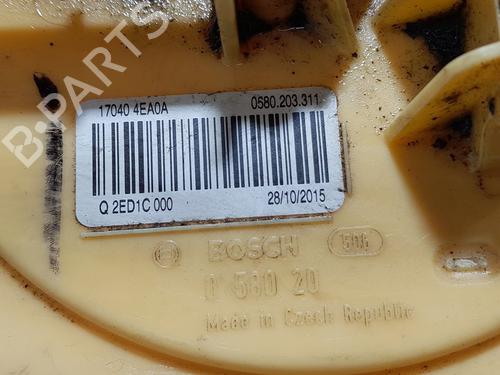 B-PARTS
17040 4EA0A 0580.203.311
Q 2ED1C 000 28/10/2015
BOSCH 506
0 580 20
Made in Czech Republic